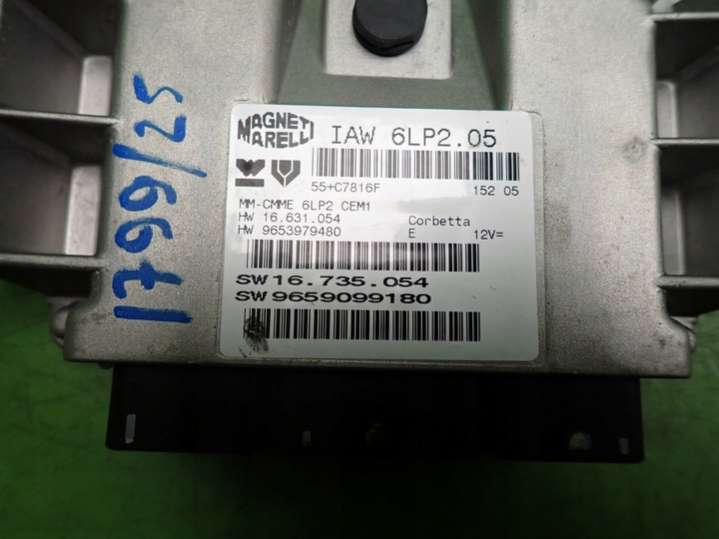 1799/25
MAGNETI MARELLI
IAW 6LP2.05
55+C7816F
152 05
MM-CMME 6LP2 CEM1
HW 16.631.054
Corbetta
HW 9653979480
E 12V=
SW16.735.054
SW9659099180